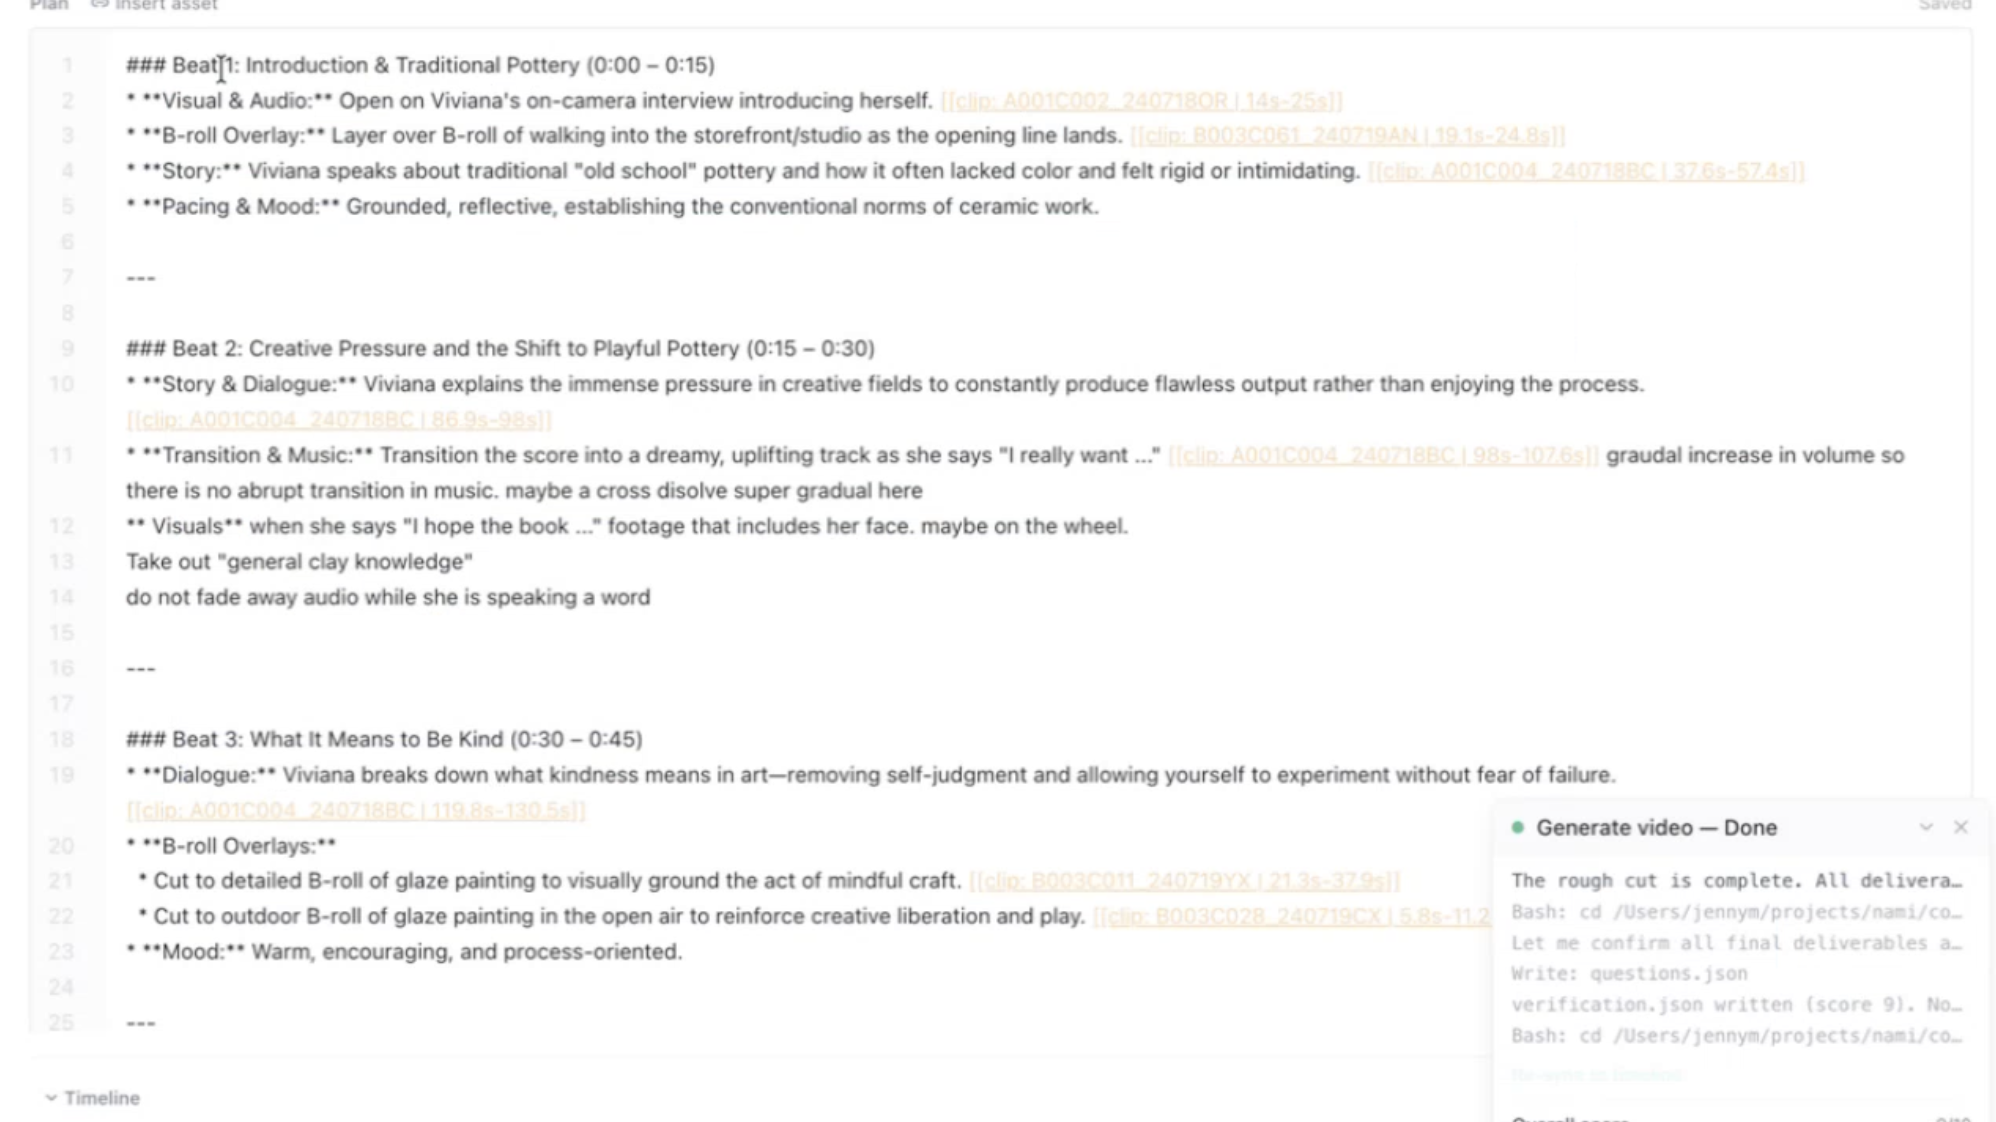 Plan Insert asset Saved
1 ### Beat 1: Introduction & Traditional Pottery (0:00 – 0:15)
2 * **Visual & Audio:** Open on Viviana's on-camera interview introducing herself. [[clip: A001C002_240718OR | 14s-25s]]
3 * **B-roll Overlay:** Layer over B-roll of walking into the storefront/studio as the opening line lands. [[clip: B003C061_240719AN | 19.1s-24.8s]]
4 * **Story:** Viviana speaks about traditional "old school" pottery and how it often lacked color and felt rigid or intimidating. [[clip: A001C004_240718BC | 37.6s-57.4s]]
5 * **Pacing & Mood:** Grounded, reflective, establishing the conventional norms of ceramic work.
6
7 ---
8
9 ### Beat 2: Creative Pressure and the Shift to Playful Pottery (0:15 – 0:30)
10 * **Story & Dialogue:** Viviana explains the immense pressure in creative fields to constantly produce flawless output rather than enjoying the process.
[[clip: A001C004_240718BC | 86.9s-98s]]
11 * **Transition & Music:** Transition the score into a dreamy, uplifting track as she says "I really want ..." [[clip: A001C004_240718BC | 98s-107.6s]] graudal increase in volume so
there is no abrupt transition in music. maybe a cross disolve super gradual here
12 ** Visuals** when she says "I hope the book ..." footage that includes her face. maybe on the wheel.
13 Take out "general clay knowledge"
14 do not fade away audio while she is speaking a word
15
16 ---
17
18 ### Beat 3: What It Means to Be Kind (0:30 – 0:45)
19 * **Dialogue:** Viviana breaks down what kindness means in art—removing self-judgment and allowing yourself to experiment without fear of failure.
[[clip: A001C004_240718BC | 119.8s-130.5s]]
20 * **B-roll Overlays:**
21 * Cut to detailed B-roll of glaze painting to visually ground the act of mindful craft. [[clip: B003C011_240719YX | 21.3s-37.9s]]
22 * Cut to outdoor B-roll of glaze painting in the open air to reinforce creative liberation and play. [[clip: B003C028_240719CX | 5.8s-11.2
23 * **Mood:** Warm, encouraging, and process-oriented.
24
25 ---
Timeline
Generate video — Done
The rough cut is complete. All delivera…
Bash: cd /Users/jennym/projects/nami/co…
Let me confirm all final deliverables a…
Write: questions.json
verification.json written (score 9). No…
Bash: cd /Users/jennym/projects/nami/co…